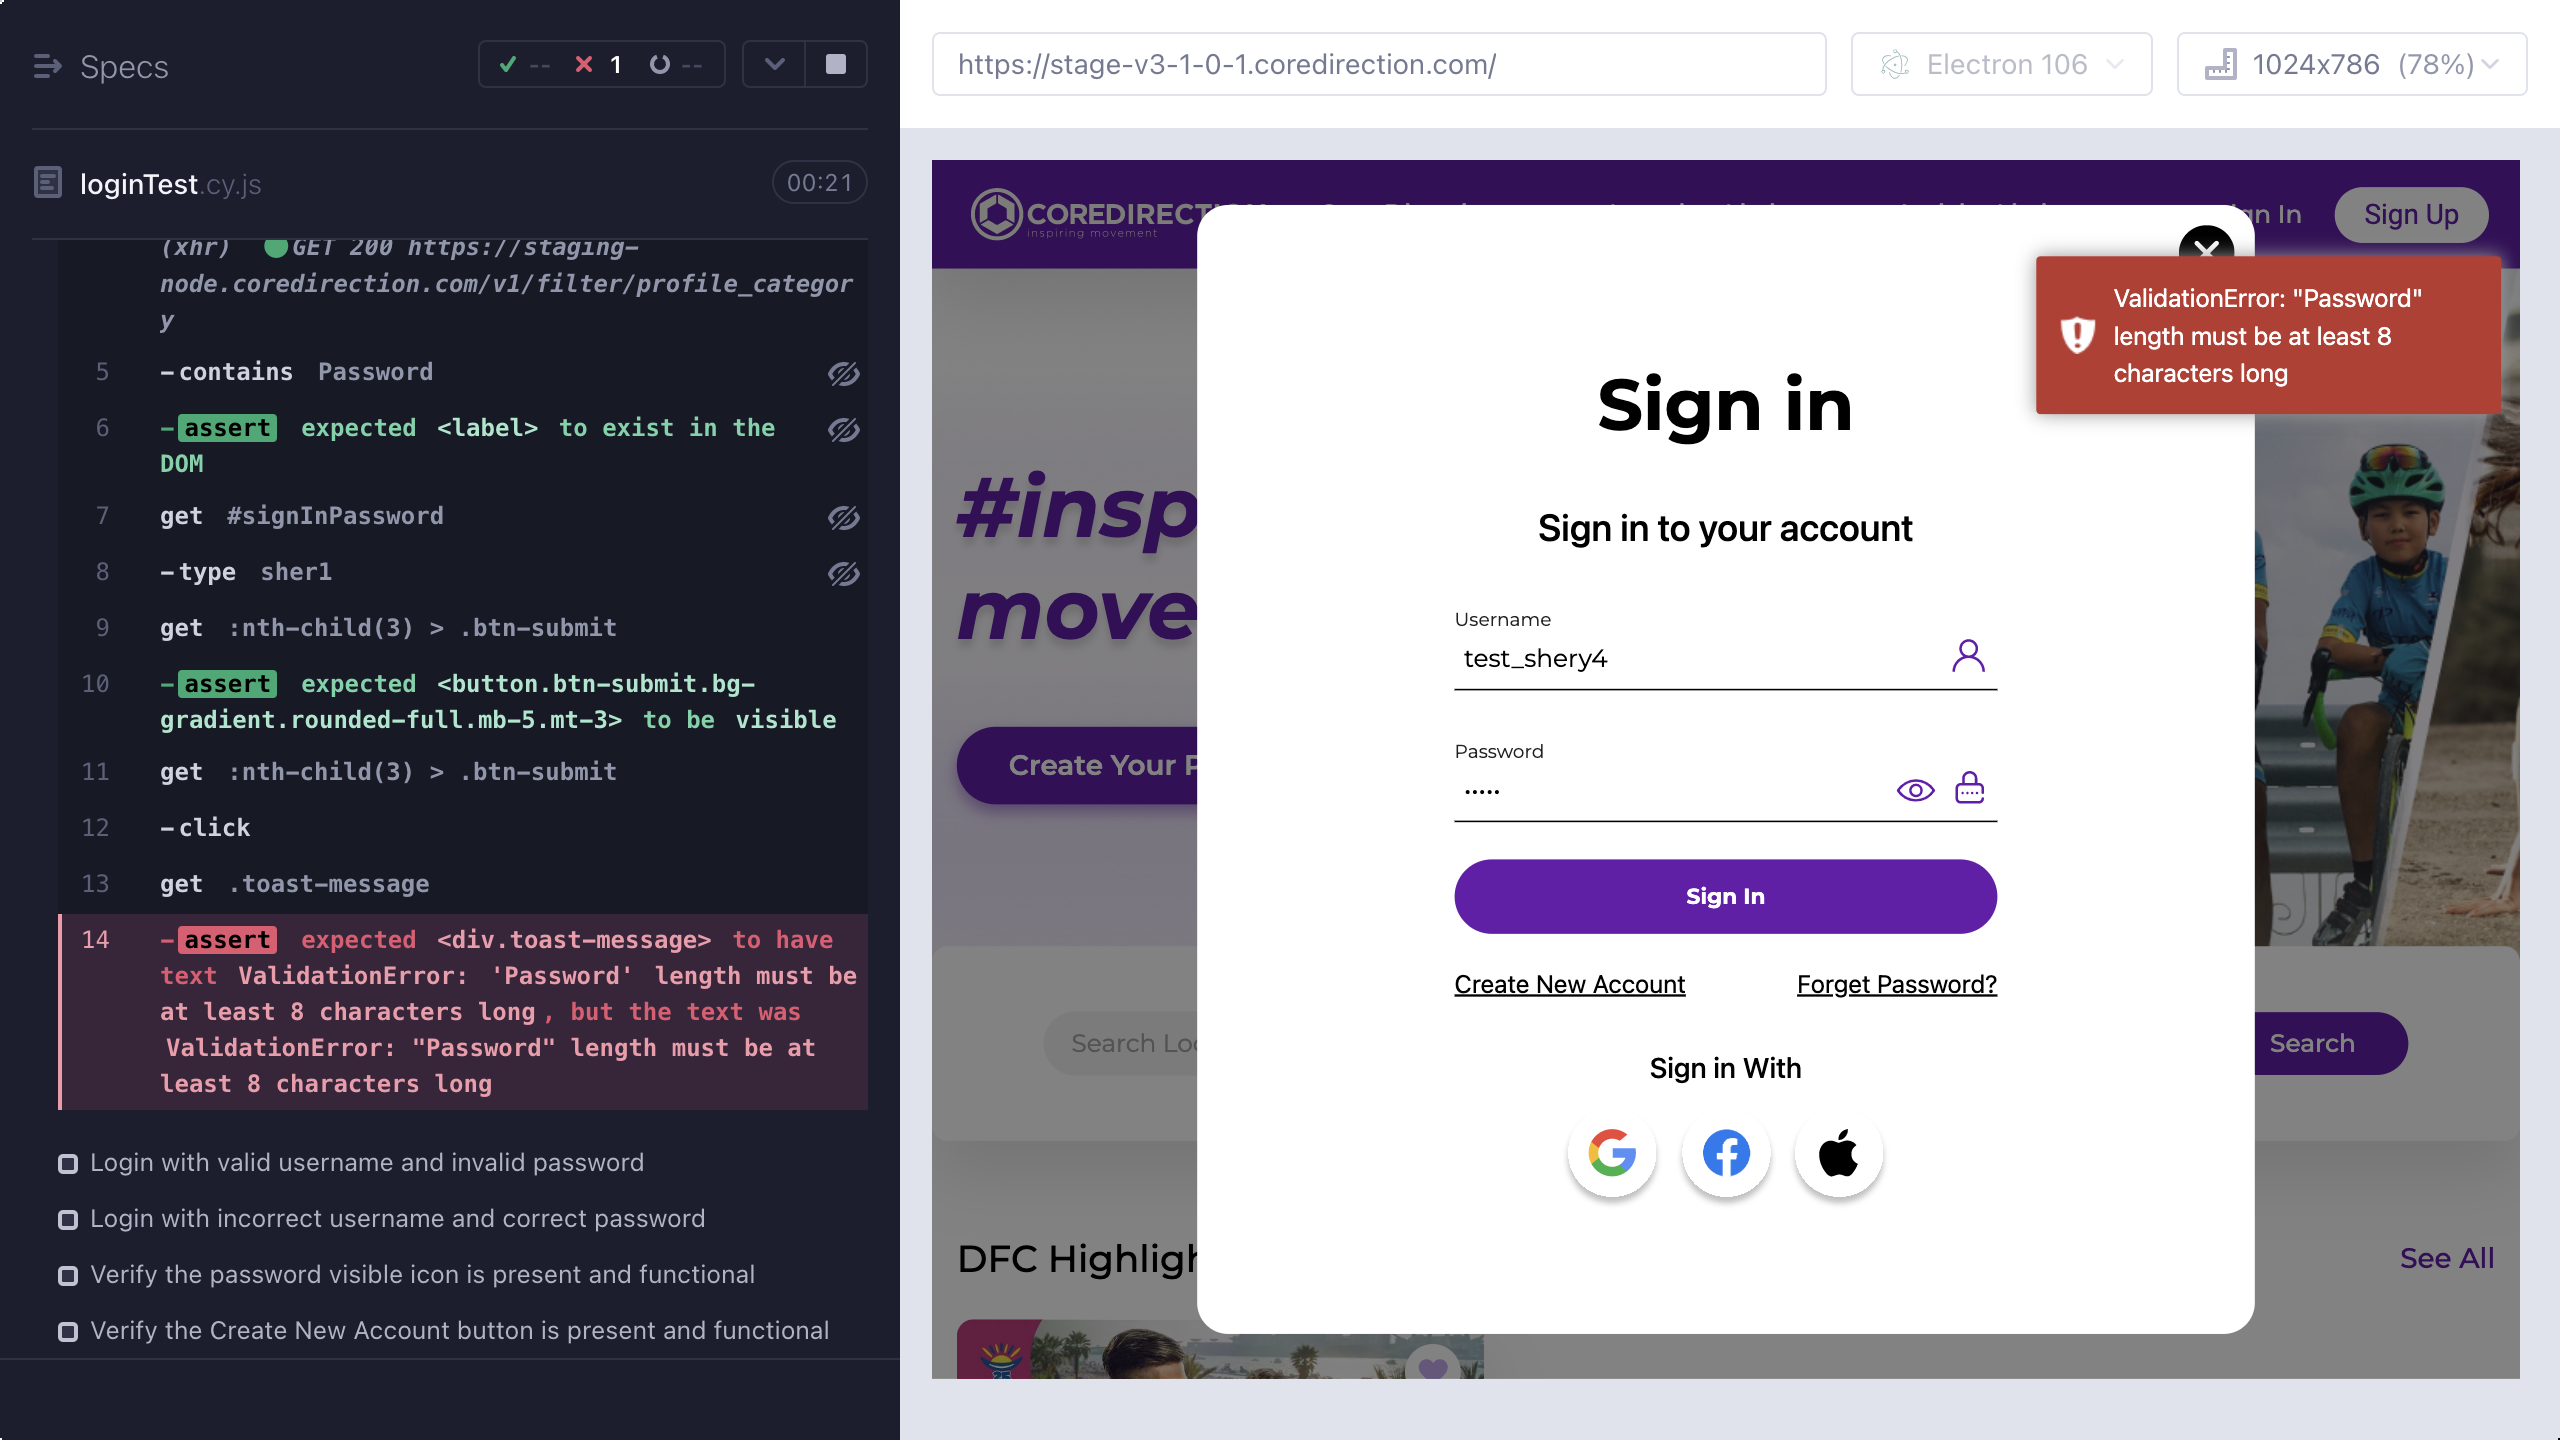 Specs
-- 1 --
loginTest.cy.js
00:21
(xhr) GET 200 https://staging-
node.coredirection.com/v1/filter/profile_categor
y
5 -contains Password
6 -assert expected <label> to exist in the
DOM
7 get #signInPassword
8 -type sher1
9 get :nth-child(3) > .btn-submit
10 -assert expected <button.btn-submit.bg-
gradient.rounded-full.mb-5.mt-3> to be visible
11 get :nth-child(3) > .btn-submit
12 -click
13 get .toast-message
14 -assert expected <div.toast-message> to have
text ValidationError: 'Password' length must be
at least 8 characters long, but the text was
ValidationError: "Password" length must be at
least 8 characters long
Login with valid username and invalid password
Login with incorrect username and correct password
Verify the password visible icon is present and functional
Verify the Create New Account button is present and functional
https://stage-v3-1-0-1.coredirection.com/
Electron 106
1024x786 (78%)
COREDIRECT
inspiring movement
gn In
Sign Up
ValidationError: "Password"
length must be at least 8
characters long
#insp
move
Create Your P
Sign in
Sign in to your account
Username
test_shery4
Password
•••••
Sign In
Create New Account
Forget Password?
Sign in With
Search Loc
Search
DFC Highligh
See All